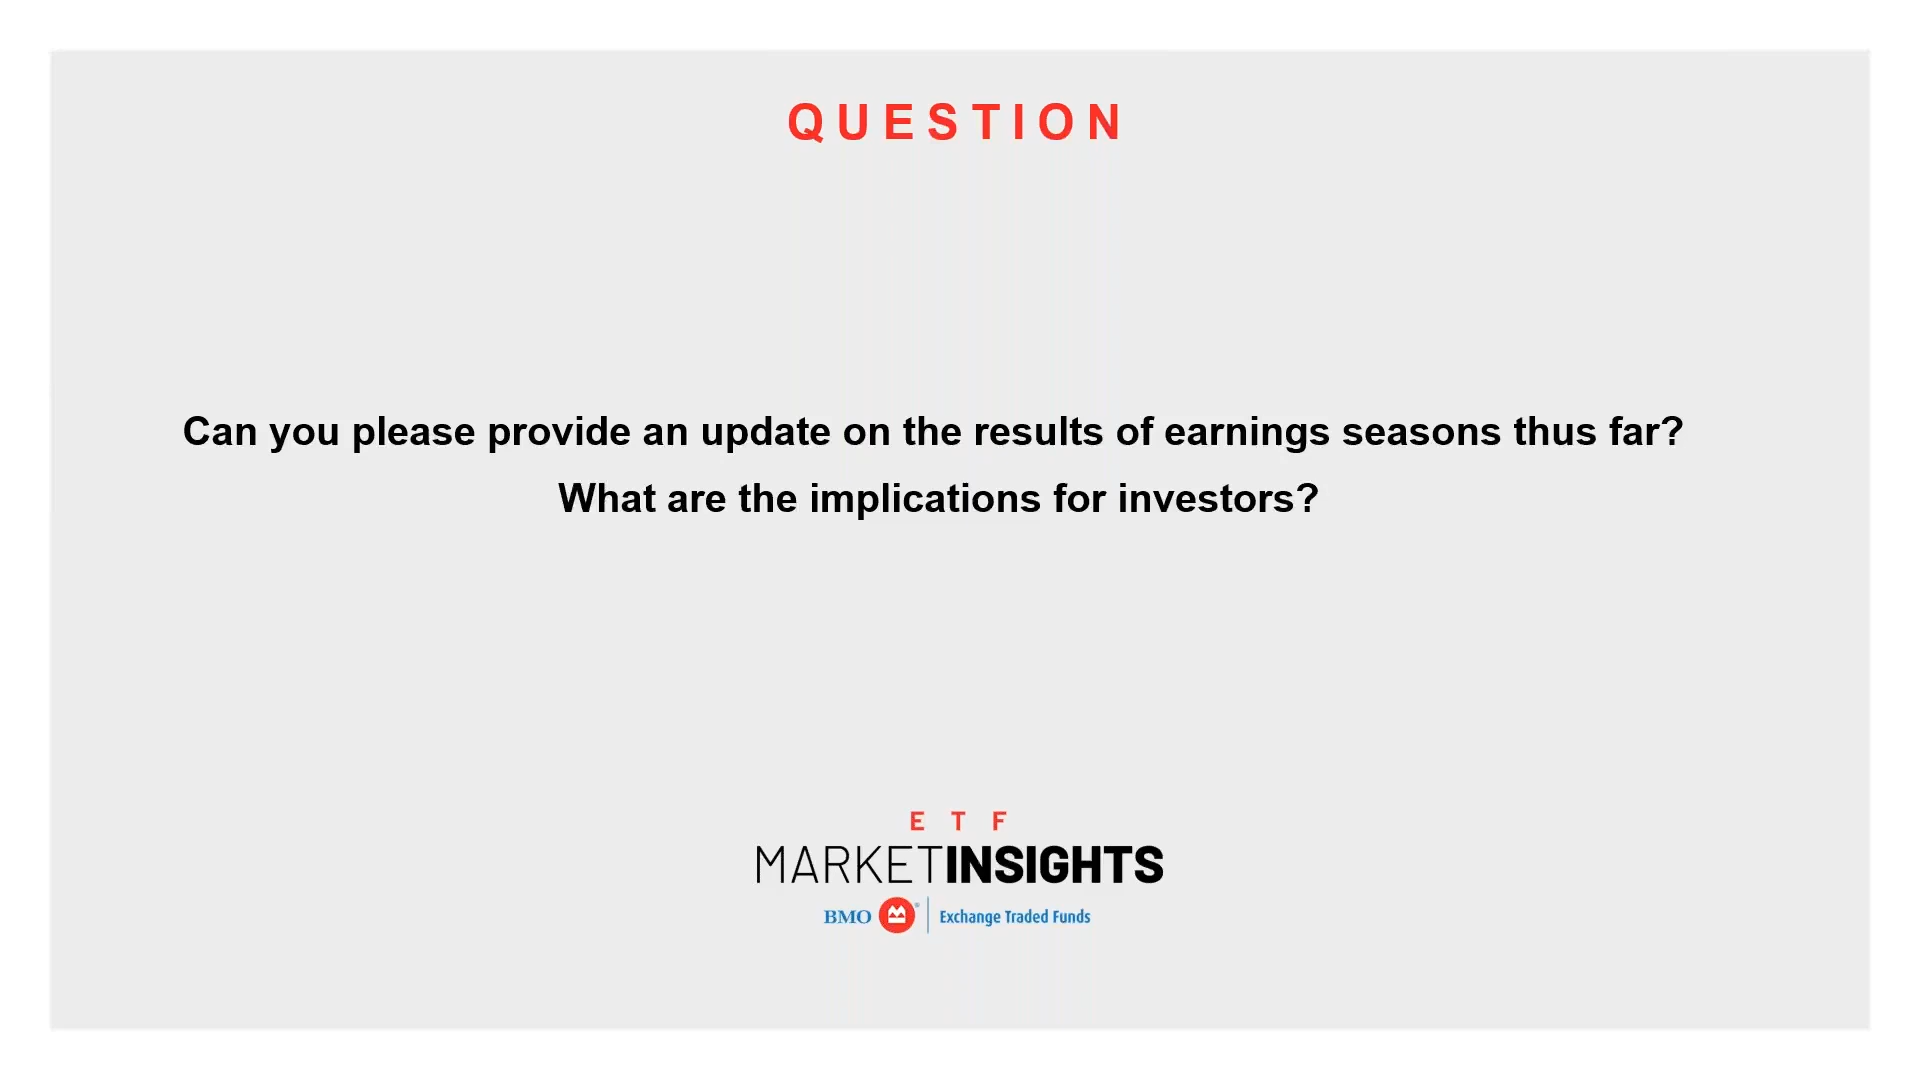 QUESTION
Can you please provide an update on the results of earnings seasons thus far?
What are the implications for investors?
ETF
MARKETINSIGHTS
BMO Exchange Traded Funds